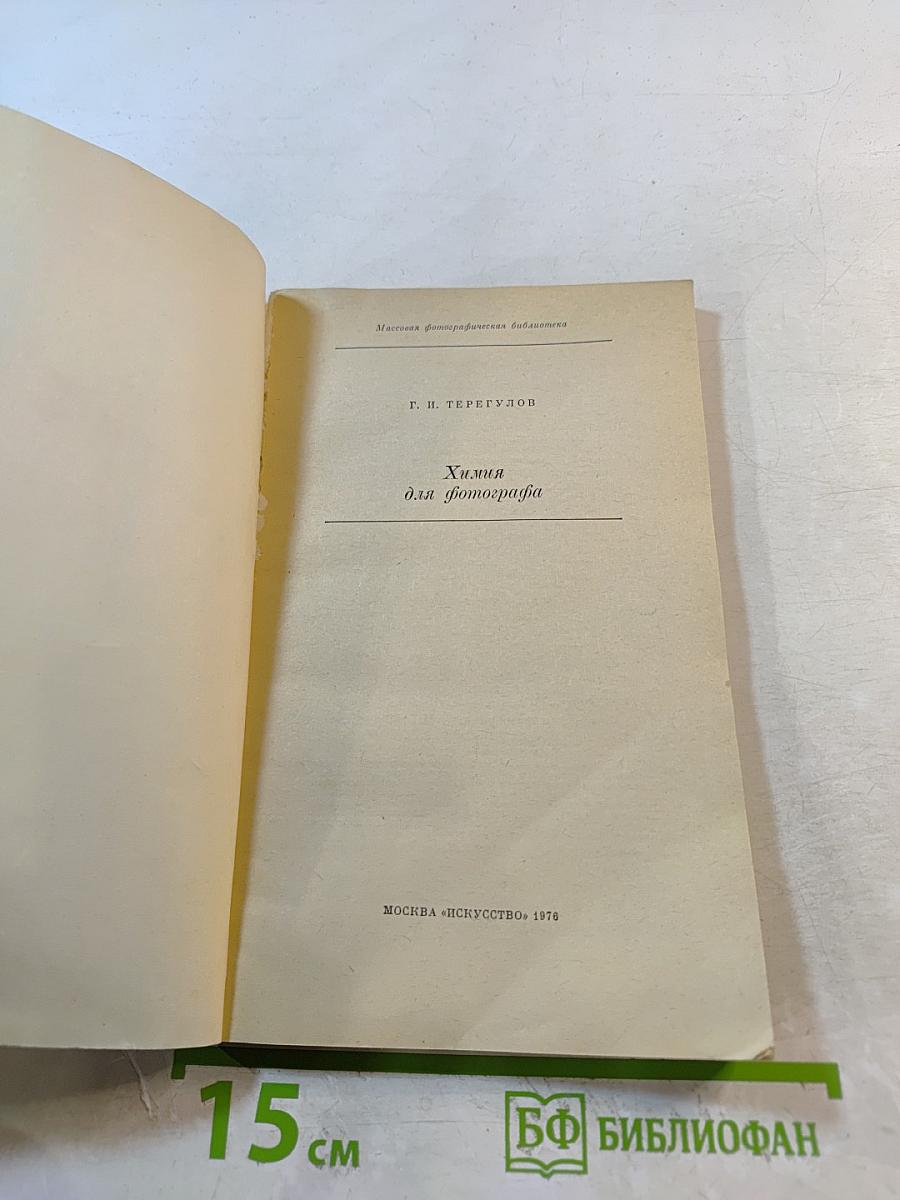 Массовая фотографическая библиотека
Г. И. ТЕРЕГУЛОВ
Химия
для фотографа
МОСКВА «ИСКУССТВО» 1976
15 см
БФ БИБЛИОФАН